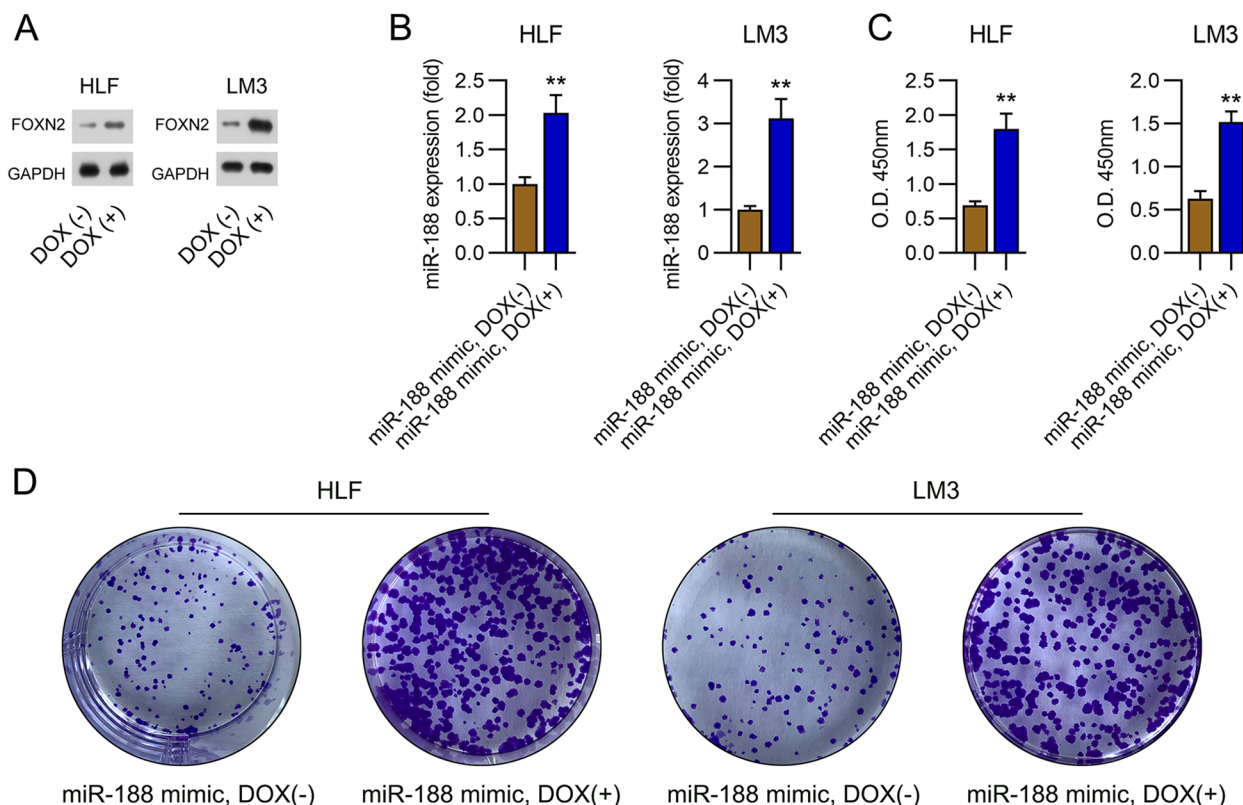 A
HLF
LM3
FOXN2
FOXN2
GAPDH
GAPDH
DOX (-)
DOX (+)
DOX (-)
DOX (+)
B
HLF
miR-188 expression (fold)
2.5
2.0
1.5
1.0
0.5
0.0
**
miR-188 mimic, DOX(-)
miR-188 mimic, DOX(+)
LM3
miR-188 expression (fold)
4
3
2
1
0
**
miR-188 mimic, DOX(-)
miR-188 mimic, DOX(+)
C
HLF
O.D. 450nm
2.5
2.0
1.5
1.0
0.5
0.0
**
miR-188 mimic, DOX(-)
miR-188 mimic, DOX(+)
LM3
O.D. 450nm
2.0
1.5
1.0
0.5
0.0
**
miR-188 mimic, DOX(-)
miR-188 mimic, DOX(+)
D
HLF
LM3
miR-188 mimic, DOX(-)
miR-188 mimic, DOX(+)
miR-188 mimic, DOX(-)
miR-188 mimic, DOX(+)